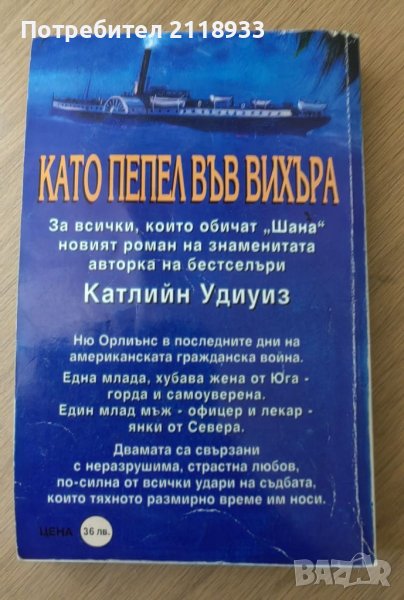 Потребител 2118933
КАТО ПЕПЕЛ ВЪВ ВИХЪРА
За всички, които обичат „Шана“
новият роман на знаменитата
авторка на бестселъри
Катлийн Удиуиз
Ню Орлиънс в последните дни на
американската гражданска война.
Една млада, хубава жена от Юга -
горда и самоуверена.
Един млад мъж - офицер и лекар -
янки от Севера.
Двамата са свързани
с неразрушима, страстна любов,
по-силна от всички удари на съдбата,
които тяхното размирно време им носи.
ЦЕНА 36 лв.
BAZAR